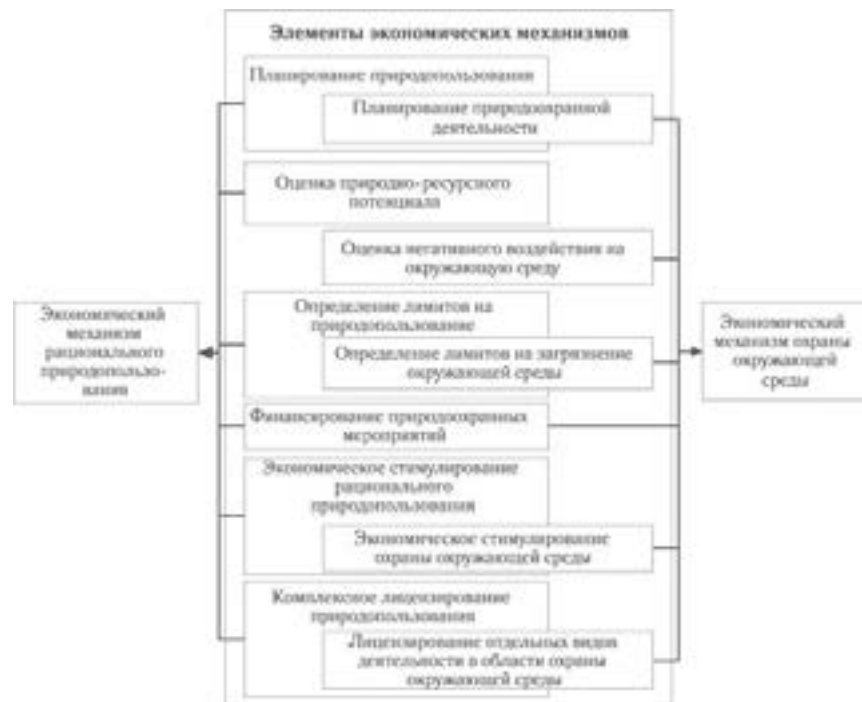 Элементы экономических механизмов
Планирование природопользования
Планирование природоохранной
деятельности
Оценка природно-ресурсного
потенциала
Оценка негативного воздействия на
окружающую среду
Экономический
механизм
рационального
природопользо-
вания
Определение лимитов на
природопользование
Определение лимитов на загрязнение
окружающей среды
Экономический
механизм охраны
окружающей
среды
Финансирование природоохранных
мероприятий
Экономическое стимулирование
рационального
природопользования
Экономическое стимулирование
охраны окружающей среды
Комплексное лицензирование
природопользования
Лицензирование отдельных видов
деятельности в области охраны
окружающей среды